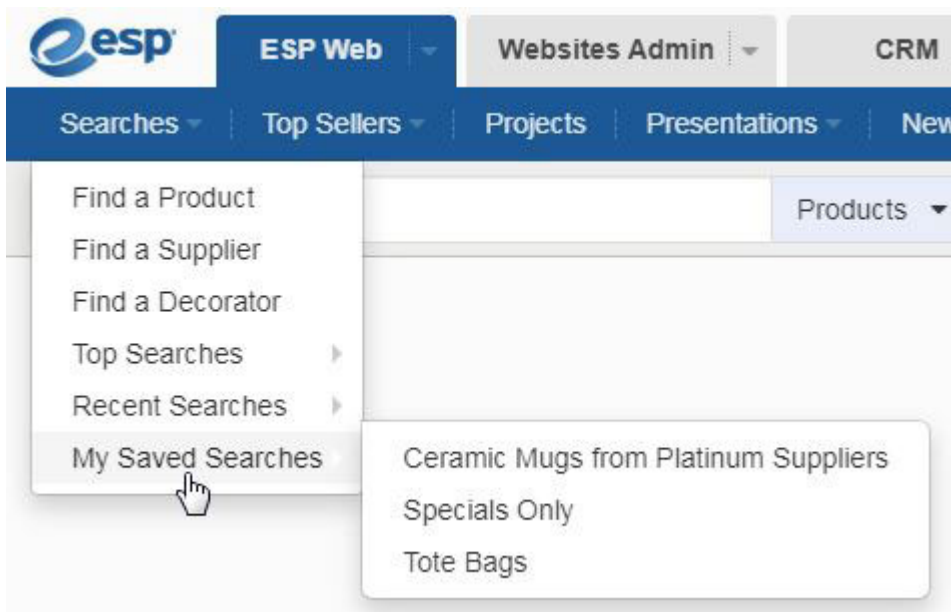 esp
ESP Web
Websites Admin
CRM
Searches
Top Sellers
Projects
Presentations
New
Find a Product
Products
Find a Supplier
Find a Decorator
Top Searches
Recent Searches
My Saved Searches
Ceramic Mugs from Platinum Suppliers
Specials Only
Tote Bags